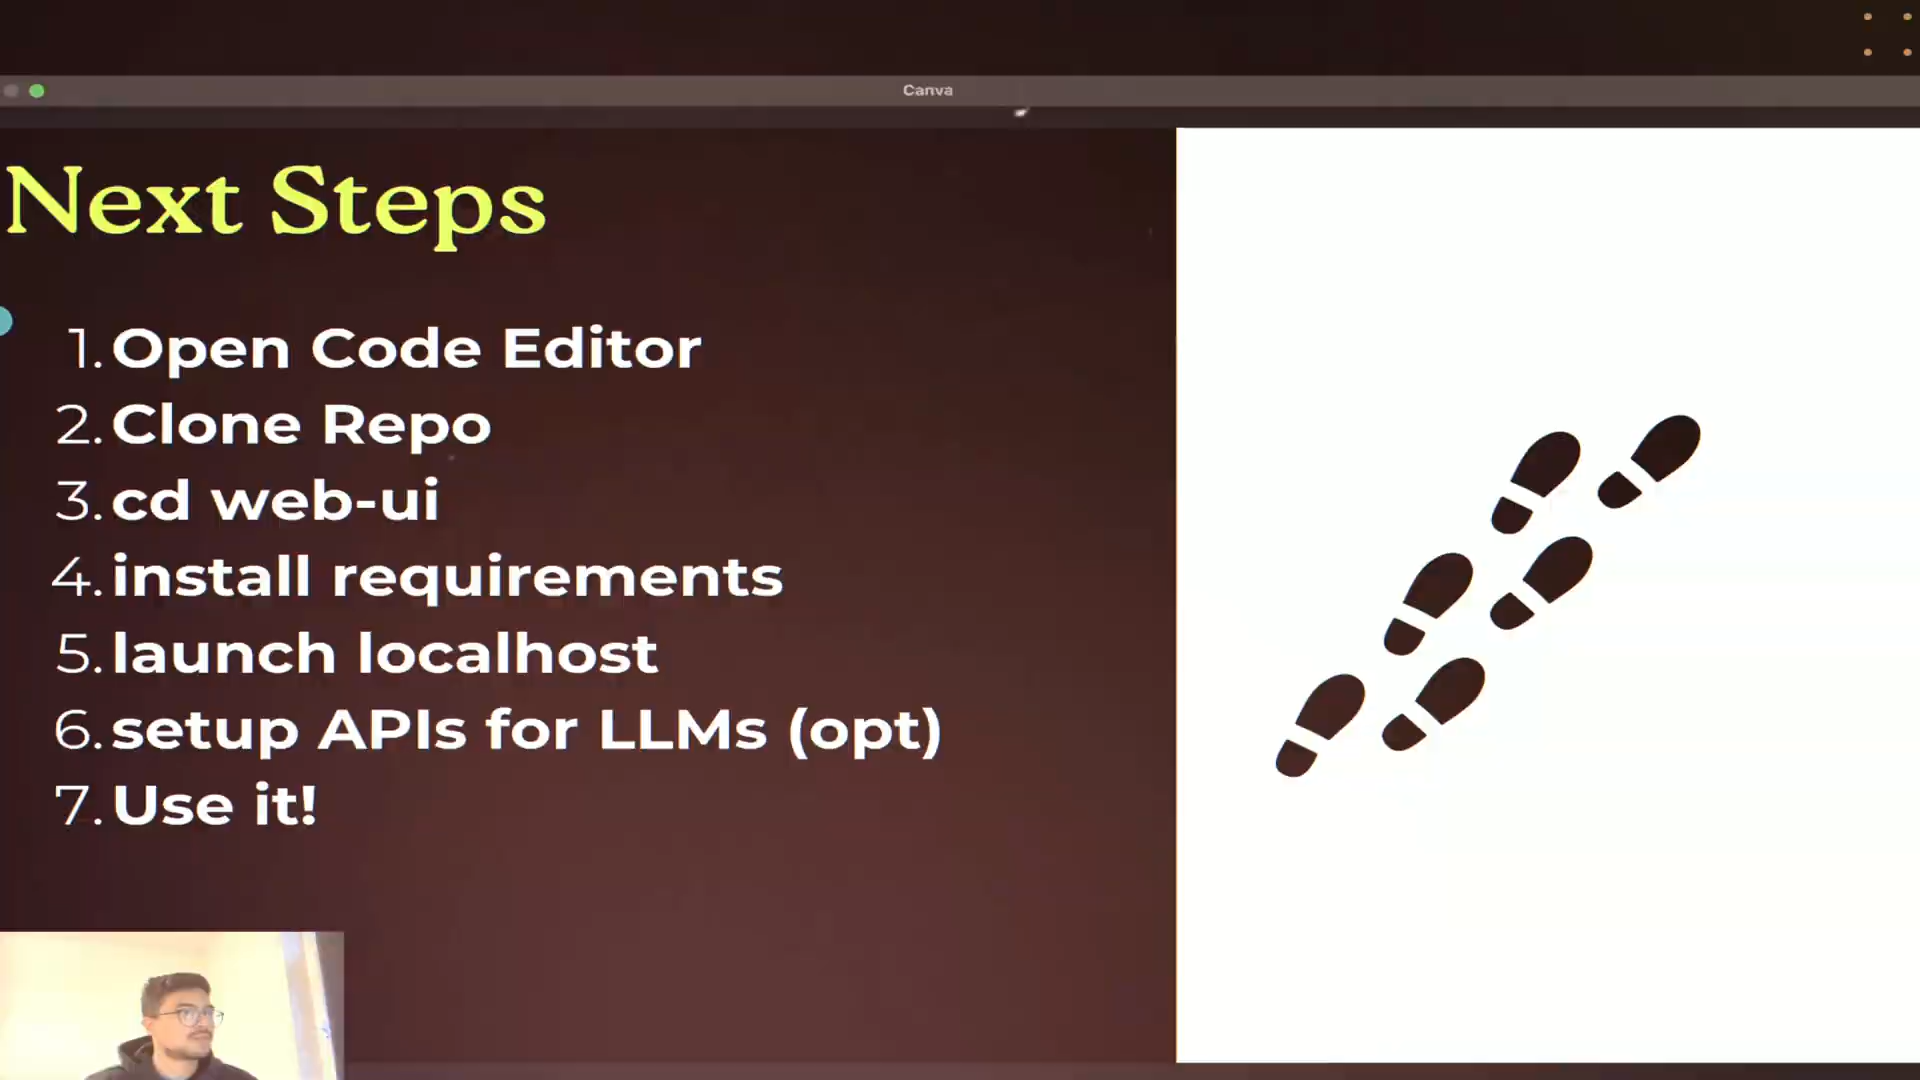 Canva
Next Steps
1. Open Code Editor
2. Clone Repo
3. cd web-ui
4. install requirements
5. launch localhost
6. setup APIs for LLMs (opt)
7. Use it!